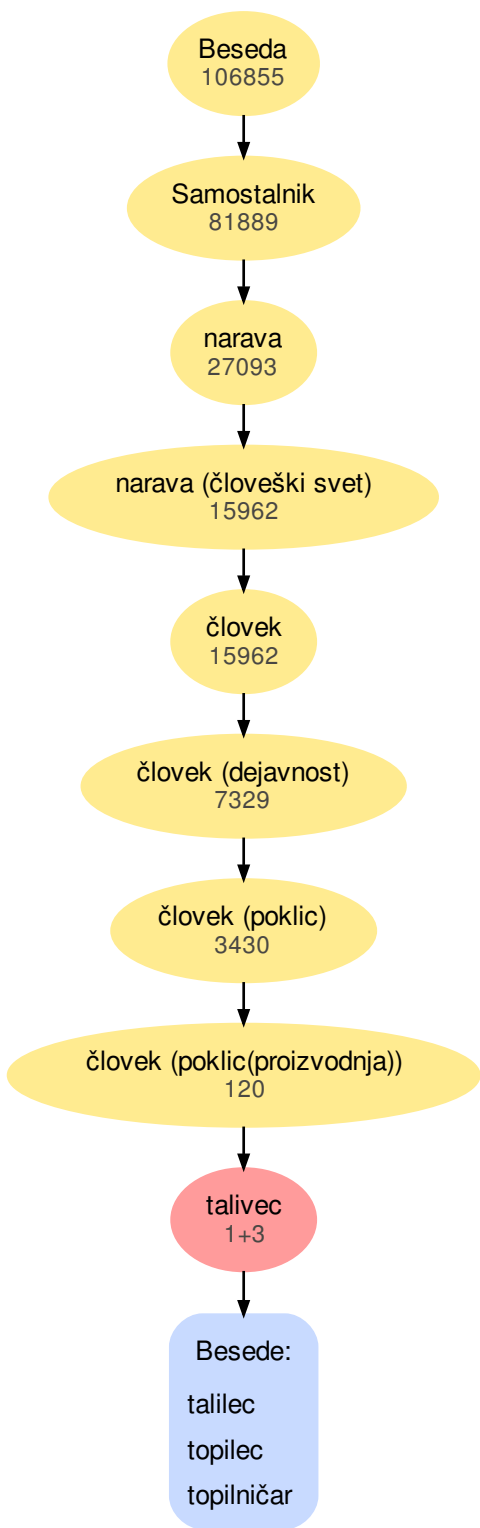 Beseda
106855
Samostalnik
81889
narava
27093
narava (človeški svet)
15962
človek
15962
človek (dejavnost)
7329
človek (poklic)
3430
človek (poklic(proizvodnja))
120
talivec
1+3
Besede:
talilec
topilec
topilničar